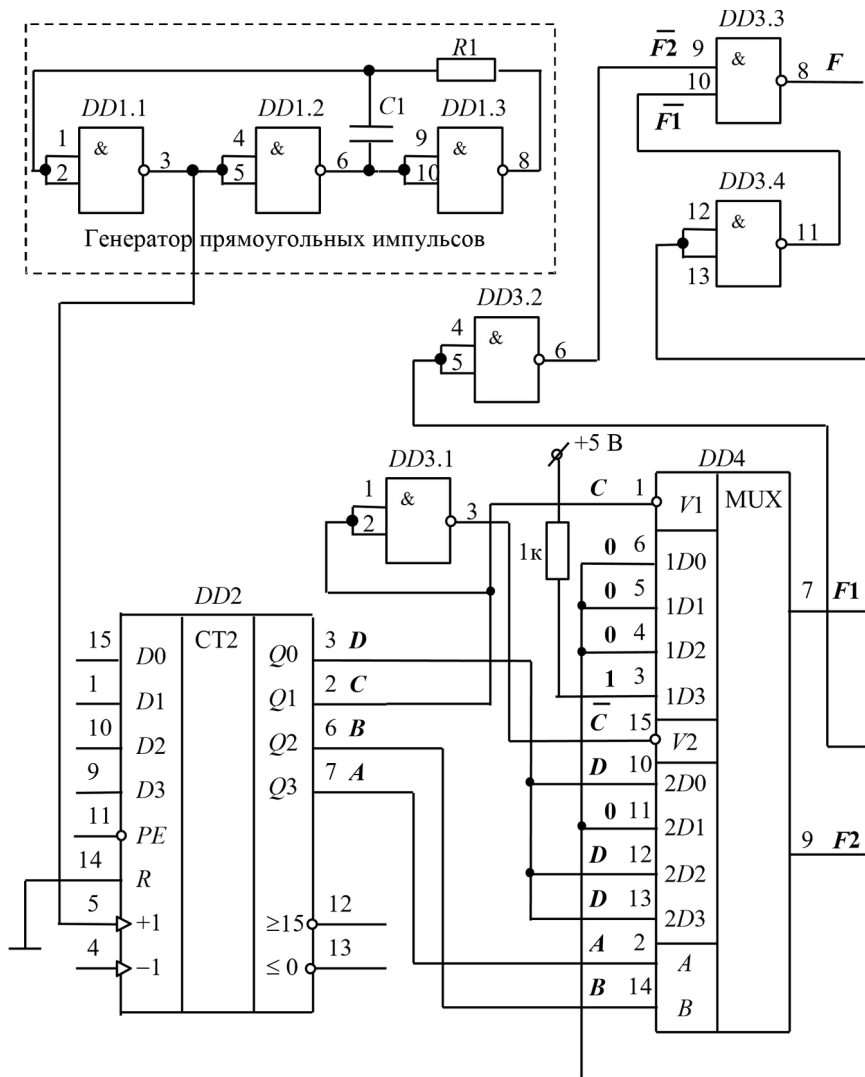 DD3.3
F2 9 & 8 F
10
F1
R1
DD1.1 DD1.2 C1 DD1.3
1 & 3 4 & 6 9 & 8
2 5 10
Генератор прямоугольных импульсов
DD3.4
12 & 11
13
DD3.2
4 & 6
5
+5 В
DD3.1
1 & 3
2
1к
DD4
C 1 V1 MUX
0 6 1D0
0 5 1D1 7 F1
0 4 1D2
1 3 1D3
C 15 V2
D 10 2D0
0 11 2D1 9 F2
D 12 2D2
D 13 2D3
A 2 A
B 14 B
DD2
15 D0 CT2 Q0 3 D
1 D1 Q1 2 C
10 D2 Q2 6 B
9 D3 Q3 7 A
11 PE
14 R
5 +1 ≥15 12
4 −1 ≤ 0 13